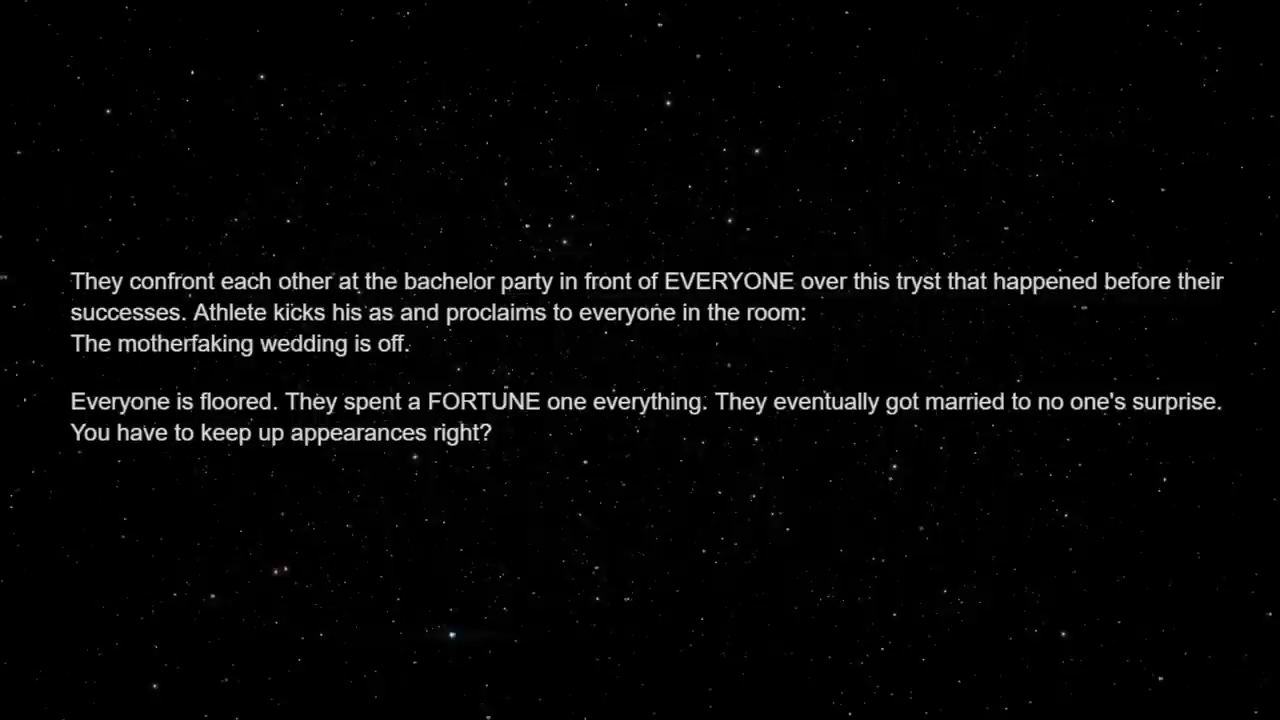 They confront each other at the bachelor party in front of EVERYONE over this tryst that happened before their
successes. Athlete kicks his as and proclaims to everyone in the room:
The motherfaking wedding is off.
Everyone is floored. They spent a FORTUNE one everything. They eventually got married to no one's surprise.
You have to keep up appearances right?